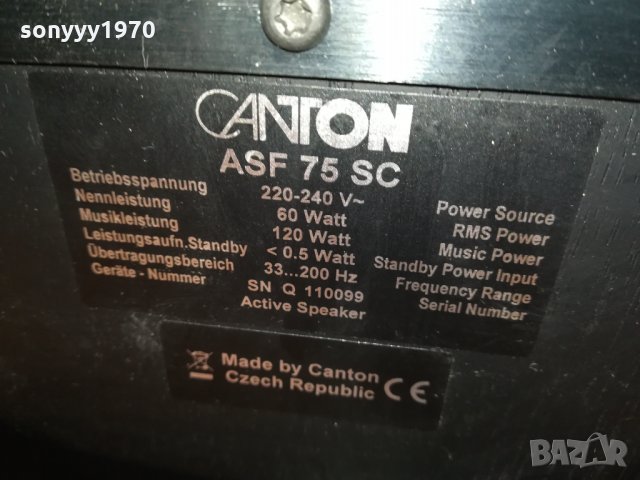 sonyyy1970
CANTON
ASF 75 SC
Betriebsspannung 220-240 V~ Power Source
Nennleistung 60 Watt RMS Power
Musikleistung 120 Watt Music Power
Leistungsaufn.Standby < 0.5 Watt Standby Power Input
Übertragungsbereich 33...200 Hz Frequency Range
Geräte - Nummer SN Q 110099 Serial Number
Active Speaker
Made by Canton
Czech Republic CE
BAZAR